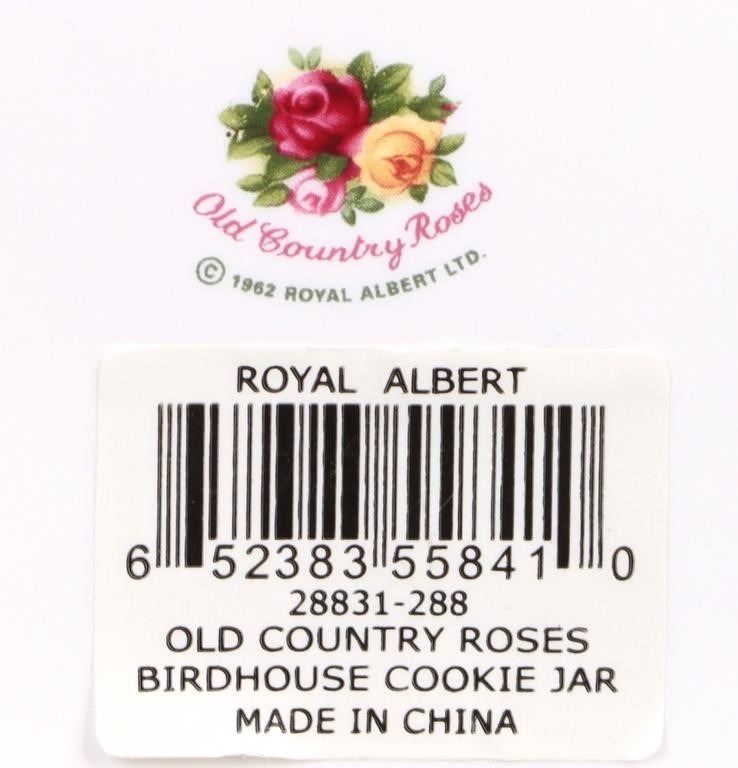 Old Country Roses
© 1962 ROYAL ALBERT LTD.
ROYAL ALBERT
6 52383 55841 0
28831-288
OLD COUNTRY ROSES
BIRDHOUSE COOKIE JAR
MADE IN CHINA